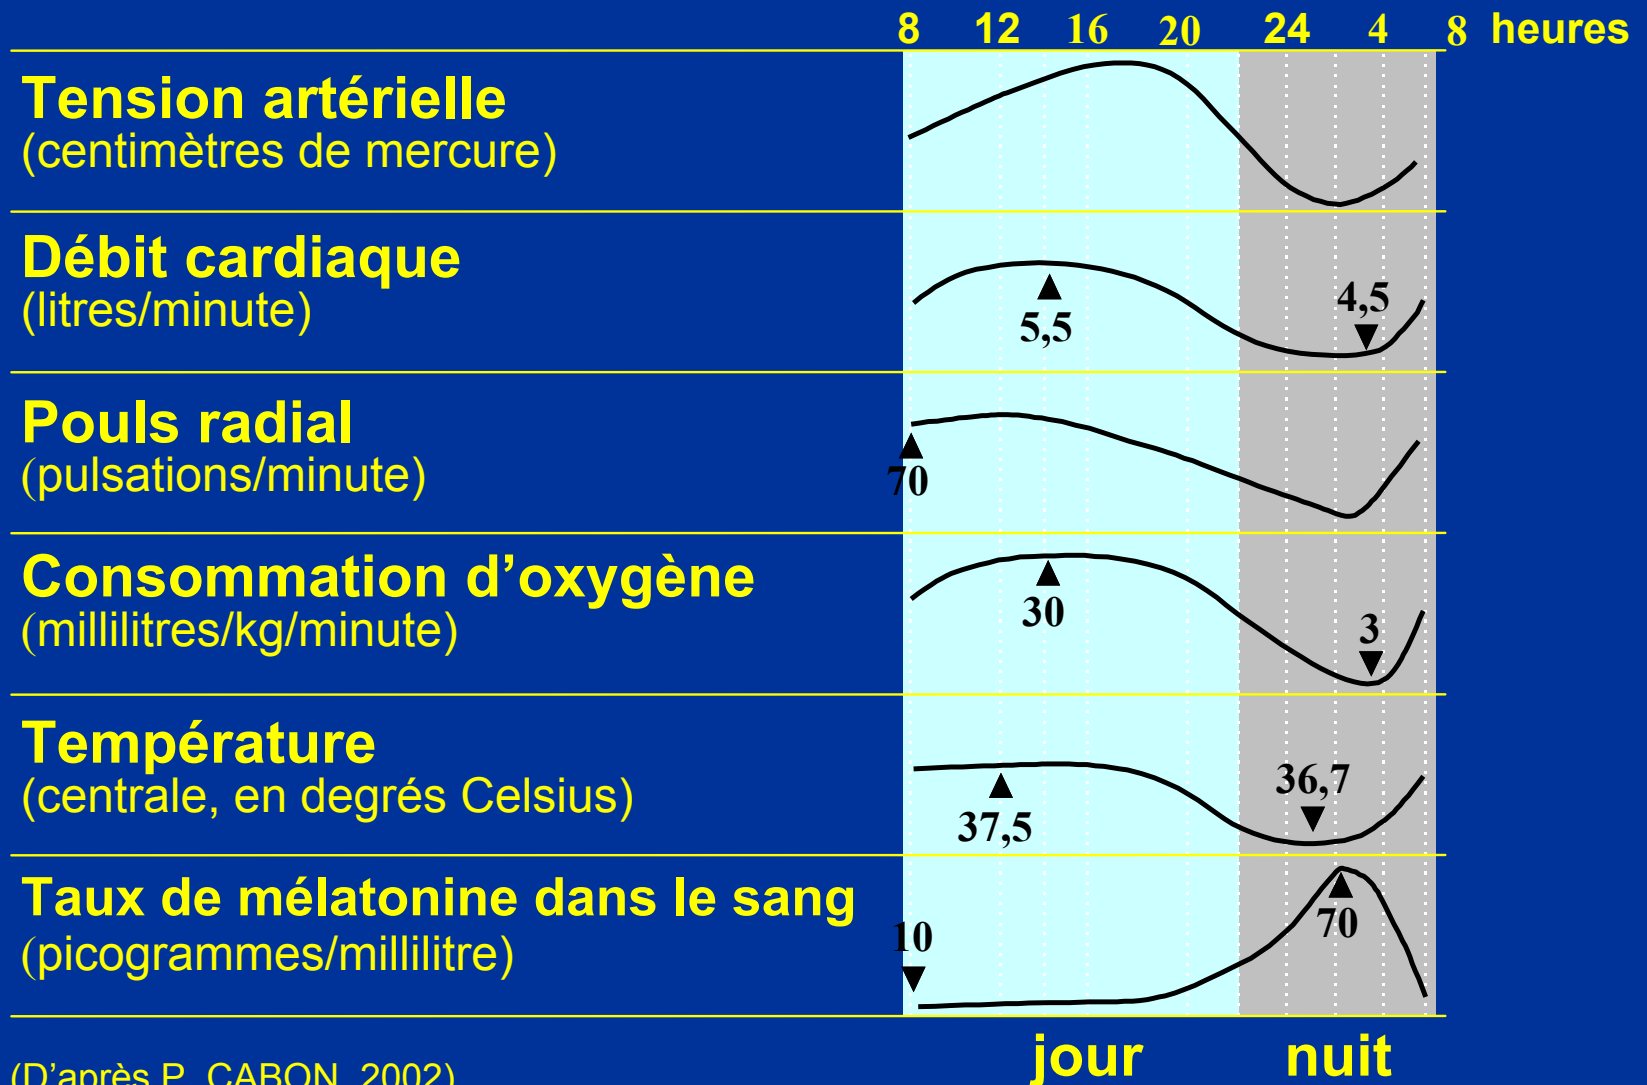 8 12 16 20 24 4 8 heures
Tension artérielle
(centimètres de mercure)
Débit cardiaque
(litres/minute)
5,5
4,5
Pouls radial
(pulsations/minute)
70
Consommation d’oxygène
(millilitres/kg/minute)
30
3
Température
(centrale, en degrés Celsius)
37,5
36,7
Taux de mélatonine dans le sang
(picogrammes/millilitre)
10
70
jour nuit
(D’après P. CABON, 2002)